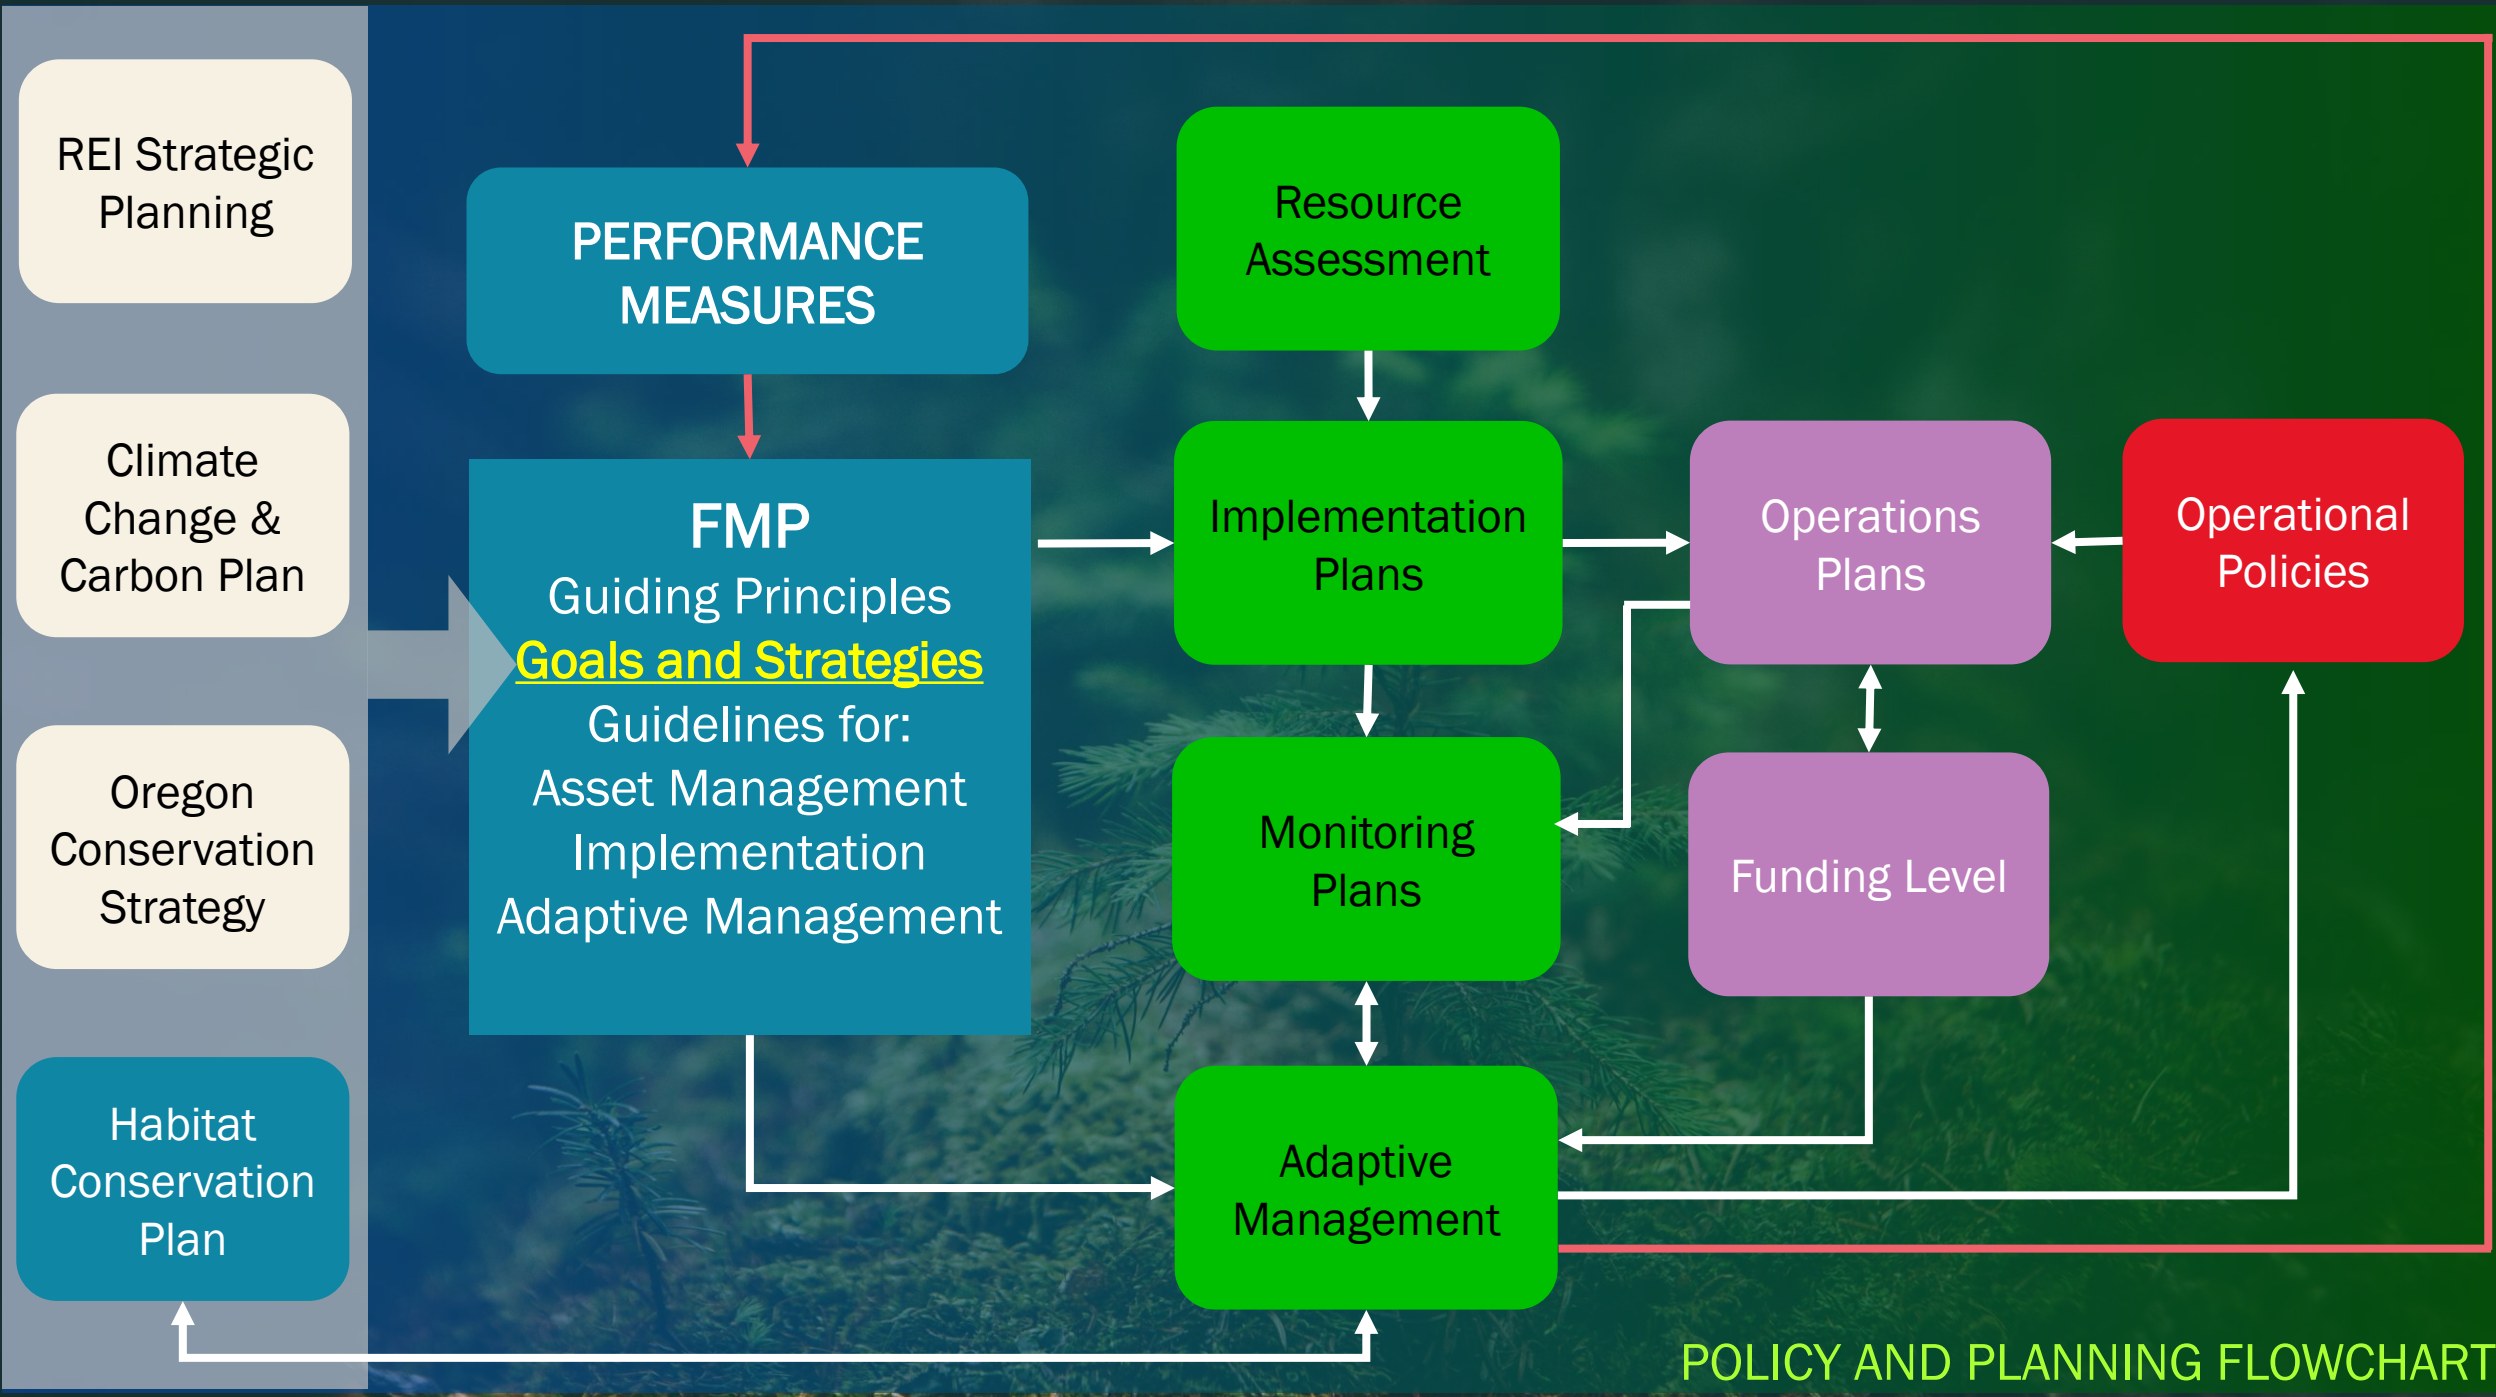 REI Strategic
Planning
Climate
Change &
Carbon Plan
Oregon
Conservation
Strategy
Habitat
Conservation
Plan
PERFORMANCE
MEASURES
FMP
Guiding Principles
Goals and Strategies
Guidelines for:
Asset Management
Implementation
Adaptive Management
Resource
Assessment
Implementation
Plans
Monitoring
Plans
Adaptive
Management
Operations
Plans
Funding Level
Operational
Policies
POLICY AND PLANNING FLOWCHART